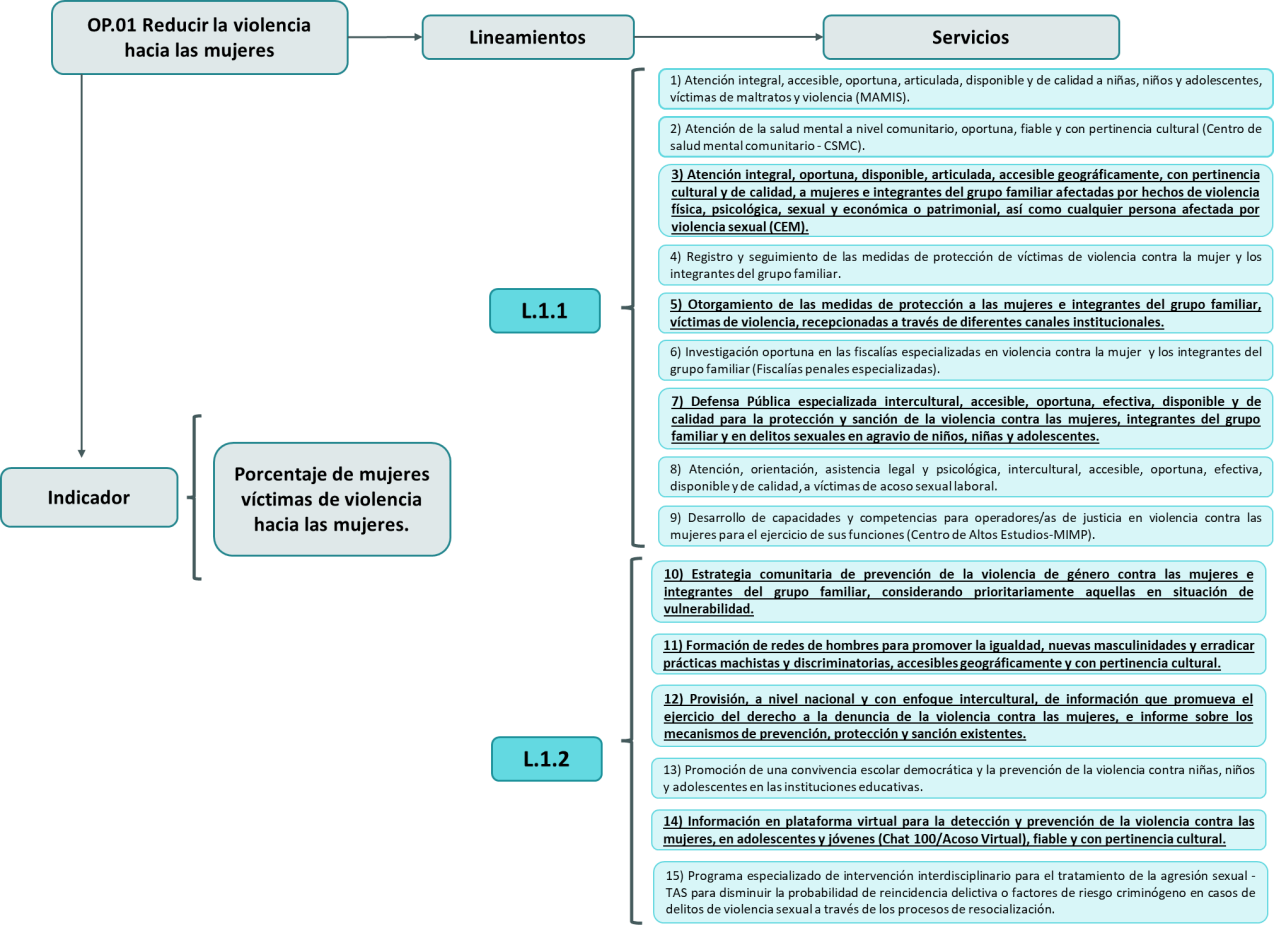 OP.01 Reducir la violencia
hacia las mujeres
Lineamientos
Servicios
1) Atención integral, accesible, oportuna, articulada, disponible y de calidad a niñas, niños y adolescentes,
víctimas de maltratos y violencia (MAMIS).
2) Atención de la salud mental a nivel comunitario, oportuna, fiable y con pertinencia cultural (Centro de
salud mental comunitario - CSMC).
3) Atención integral, oportuna, disponible, articulada, accesible geográficamente, con pertinencia
cultural y de calidad, a mujeres e integrantes del grupo familiar afectadas por hechos de violencia
física, psicológica, sexual y económica o patrimonial, así como cualquier persona afectada por
violencia sexual (CEM).
4) Registro y seguimiento de las medidas de protección de víctimas de violencia contra la mujer y los
integrantes del grupo familiar.
L.1.1
5) Otorgamiento de las medidas de protección a las mujeres e integrantes del grupo familiar,
víctimas de violencia, recepcionadas a través de diferentes canales institucionales.
6) Investigación oportuna en las fiscalías especializadas en violencia contra la mujer y los integrantes del
grupo familiar (Fiscalías penales especializadas).
7) Defensa Pública especializada intercultural, accesible, oportuna, efectiva, disponible y de
calidad para la protección y sanción de la violencia contra las mujeres, integrantes del grupo
familiar y en delitos sexuales en agravio de niños, niñas y adolescentes.
8) Atención, orientación, asistencia legal y psicológica, intercultural, accesible, oportuna, efectiva,
disponible y de calidad, a víctimas de acoso sexual laboral.
9) Desarrollo de capacidades y competencias para operadores/as de justicia en violencia contra las
mujeres para el ejercicio de sus funciones (Centro de Altos Estudios-MIMP).
Indicador
Porcentaje de mujeres
víctimas de violencia
hacia las mujeres.
10) Estrategia comunitaria de prevención de la violencia de género contra las mujeres e
integrantes del grupo familiar, considerando prioritariamente aquellas en situación de
vulnerabilidad.
11) Formación de redes de hombres para promover la igualdad, nuevas masculinidades y erradicar
prácticas machistas y discriminatorias, accesibles geográficamente y con pertinencia cultural.
12) Provisión, a nivel nacional y con enfoque intercultural, de información que promueva el
ejercicio del derecho a la denuncia de la violencia contra las mujeres, e informe sobre los
mecanismos de prevención, protección y sanción existentes.
L.1.2
13) Promoción de una convivencia escolar democrática y la prevención de la violencia contra niñas, niños
y adolescentes en las instituciones educativas.
14) Información en plataforma virtual para la detección y prevención de la violencia contra las
mujeres, en adolescentes y jóvenes (Chat 100/Acoso Virtual), fiable y con pertinencia cultural.
15) Programa especializado de intervención interdisciplinario para el tratamiento de la agresión sexual -
TAS para disminuir la probabilidad de reincidencia delictiva o factores de riesgo criminógeno en casos de
delitos de violencia sexual a través de los procesos de resocialización.